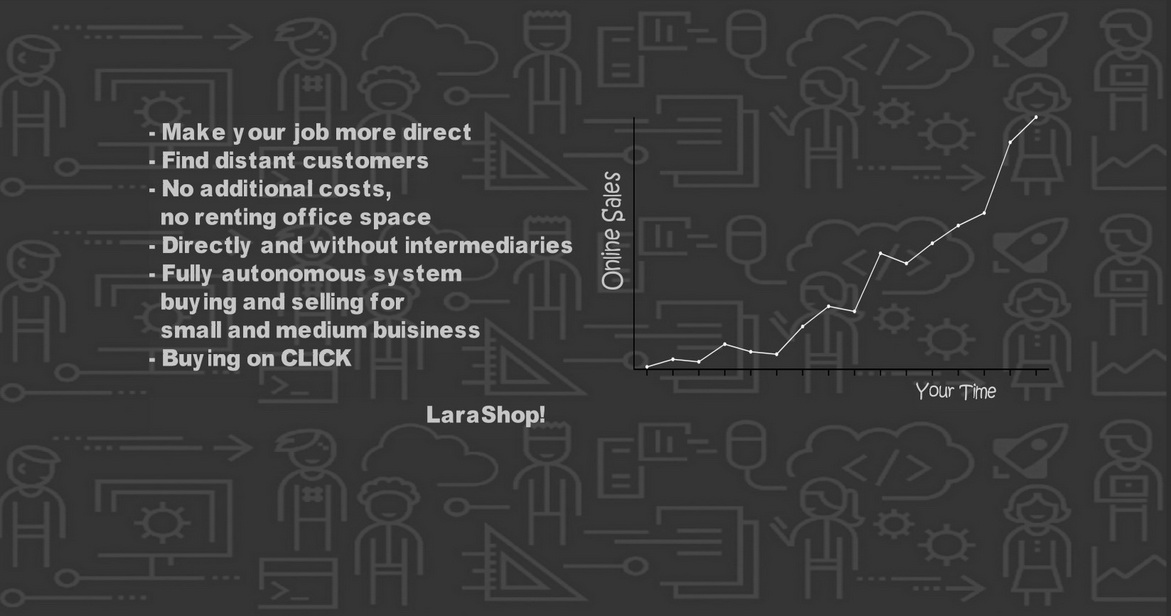 - Make your job more direct
- Find distant customers
- No additional costs,
no renting office space
- Directly and without intermediaries
- Fully autonomous system
buying and selling for
small and medium buisiness
- Buying on CLICK
LaraShop!
Online Sales
Your Time